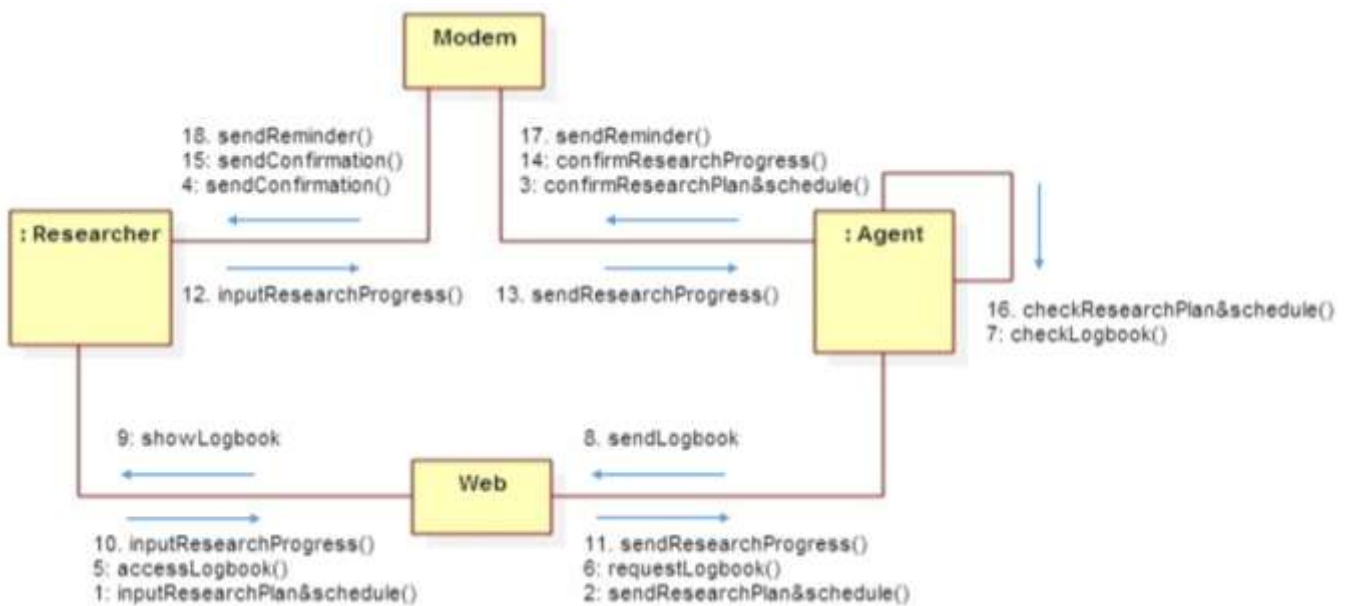 Modem
18. sendReminder()
15: sendConfirmation()
4: sendConfirmation()
17. sendReminder()
14: confirmResearchProgress()
3: confirmResearchPlan&schedule()
: Researcher
: Agent
12. inputResearchProgress()
13. sendResearchProgress()
16. checkResearchPlan&schedule()
7: checkLogbook()
9: showLogbook
8. sendLogbook
Web
10. inputResearchProgress()
5: accessLogbook()
1: inputResearchPlan&schedule()
11. sendResearchProgress()
6: requestLogbook()
2: sendResearchPlan&schedule()